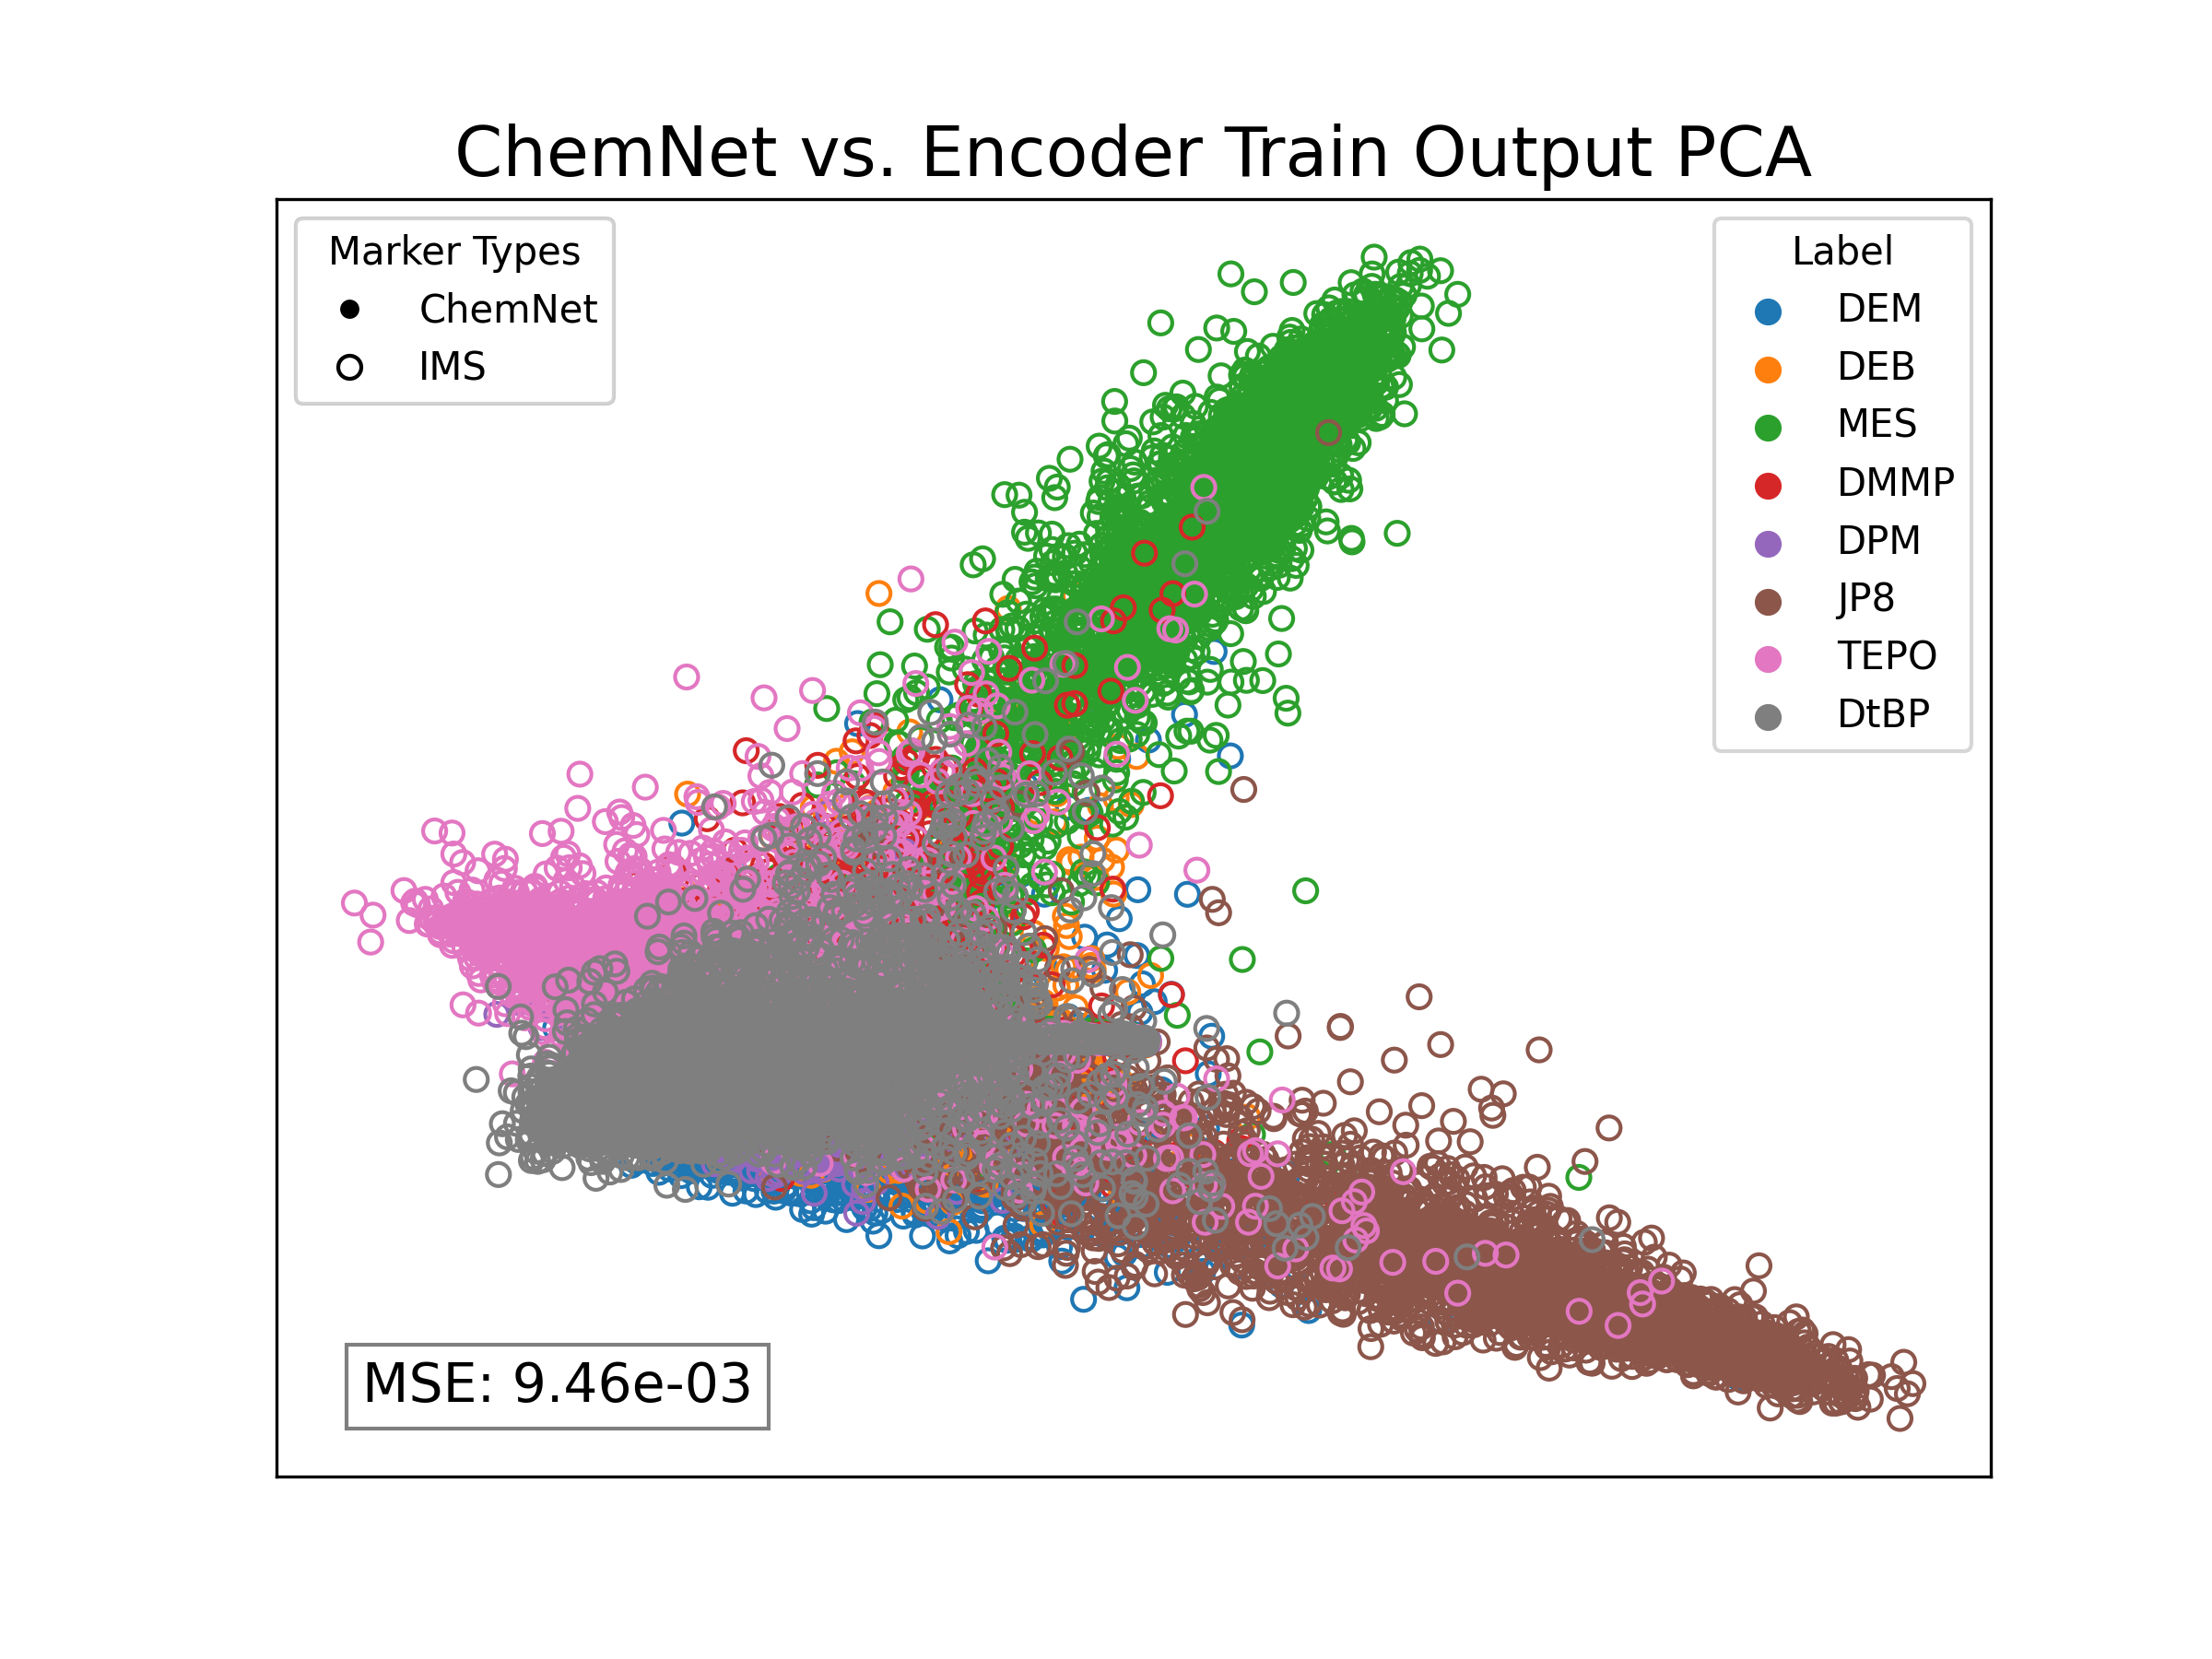 ChemNet vs. Encoder Train Output PCA
Marker Types
ChemNet
IMS
Label
DEM
DEB
MES
DMMP
DPM
JP8
TEPO
DtBP
MSE: 9.46e-03